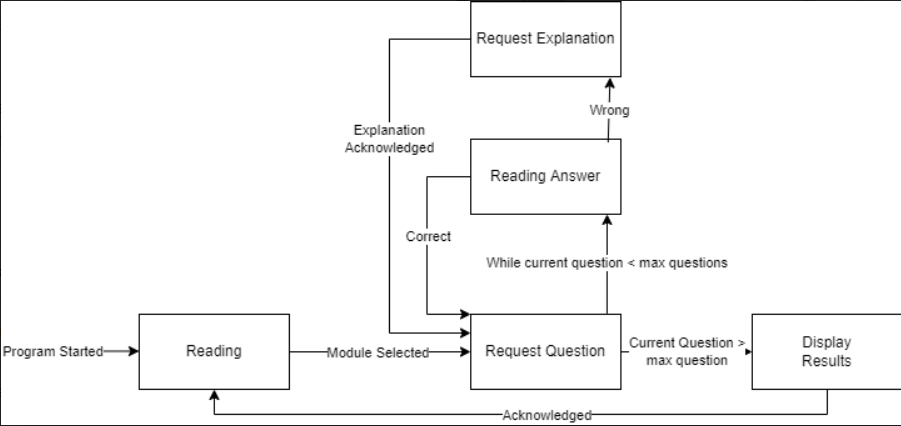 Request Explanation
Wrong
Explanation
Acknowledged
Reading Answer
Correct
While current question < max questions
Program Started
Reading
Module Selected
Request Question
Current Question >
max question
Display
Results
Acknowledged